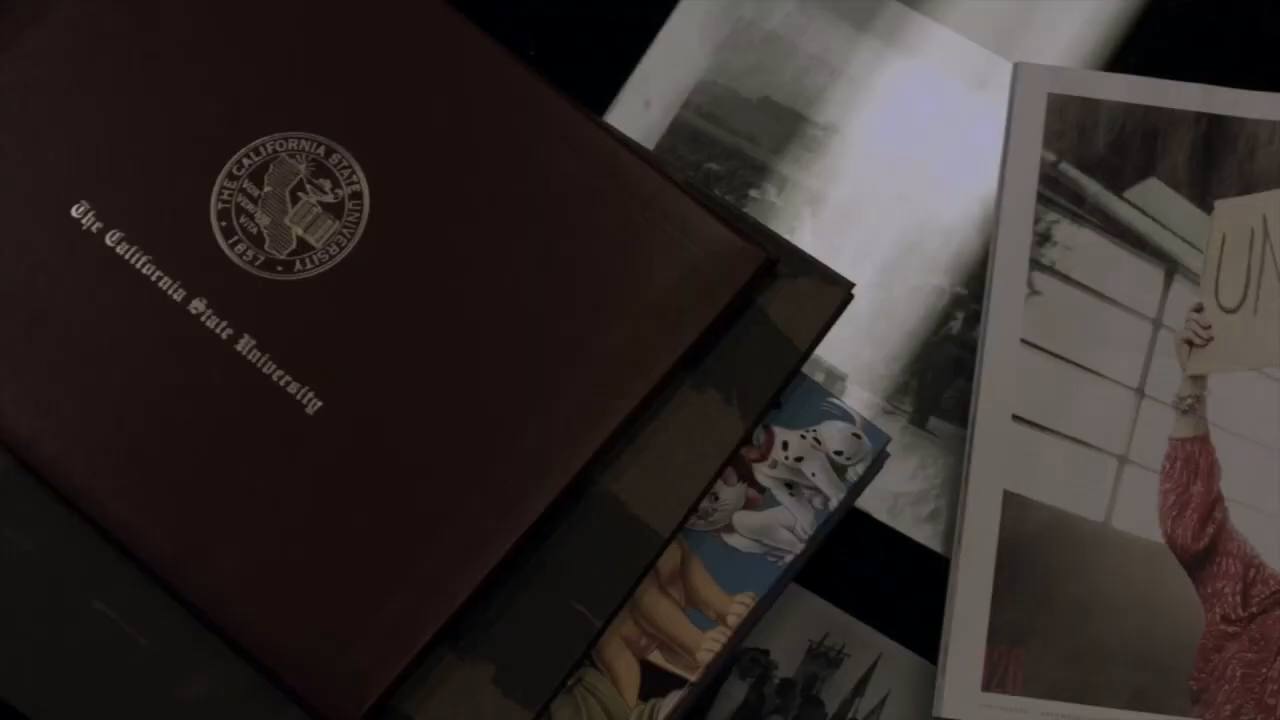 THE CALIFORNIA STATE UNIVERSITY
VOX
VERITAS
VITA
• 1857 •
The California State University
UN